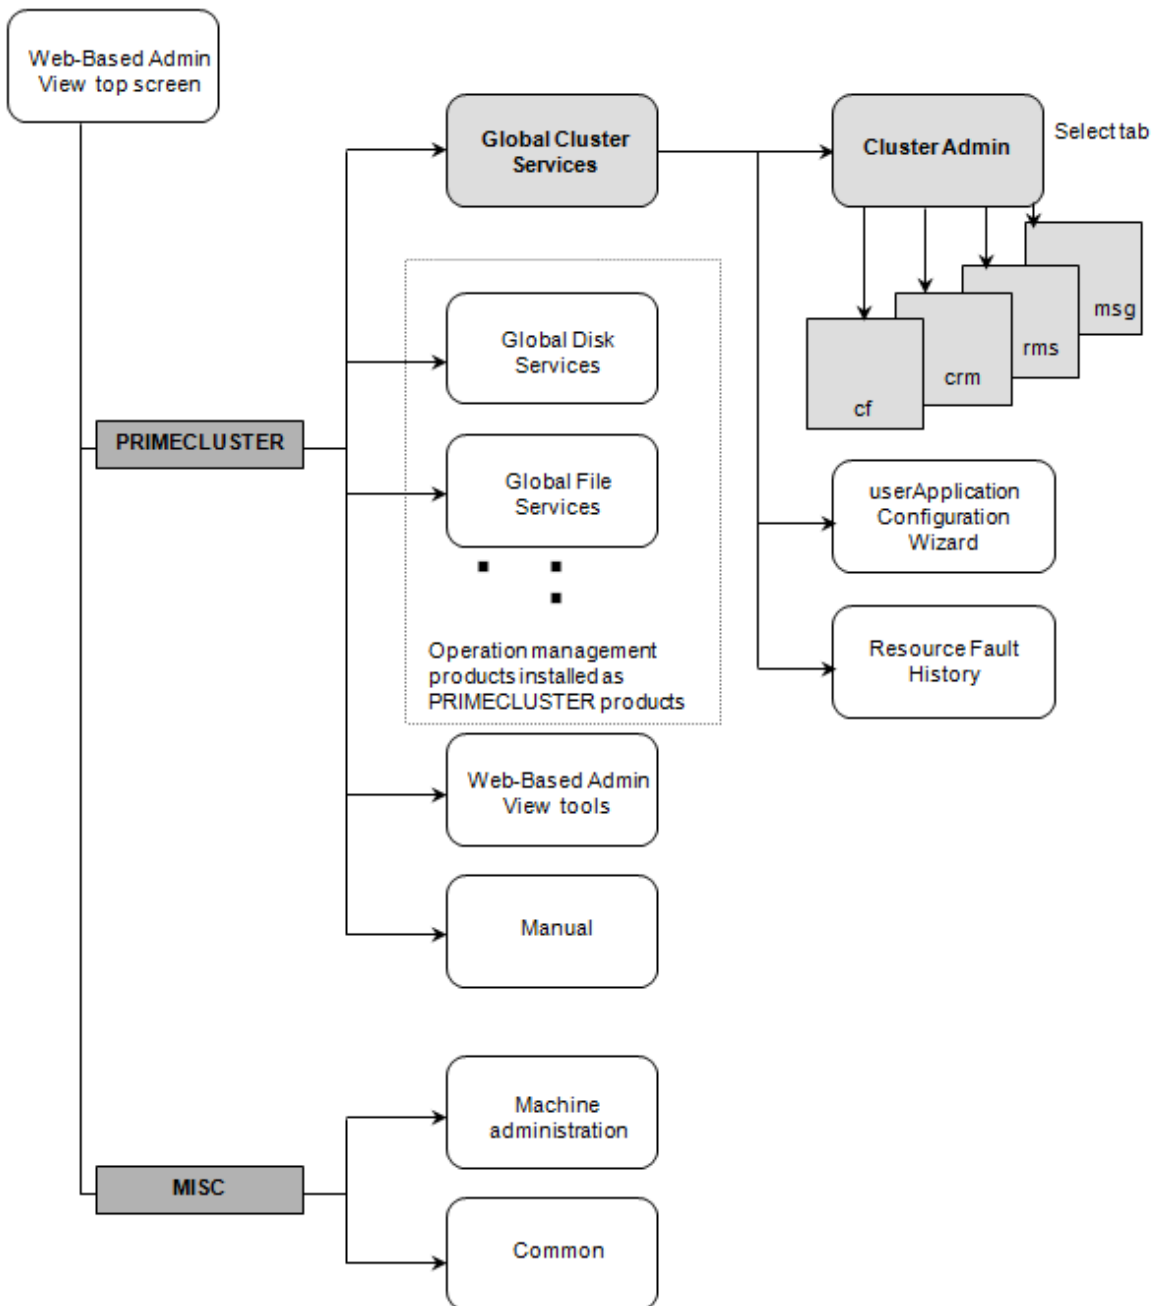 Web-Based Admin
View top screen
Global Cluster
Services
Cluster Admin
Select tab
msg
rms
crm
cf
Global Disk
Services
PRIMECLUSTER
Global File
Services
userApplication
Configuration
Wizard
Operation management
products installed as
PRIMECLUSTER products
Resource Fault
History
Web-Based Admin
View tools
Manual
Machine
administration
MISC
Common